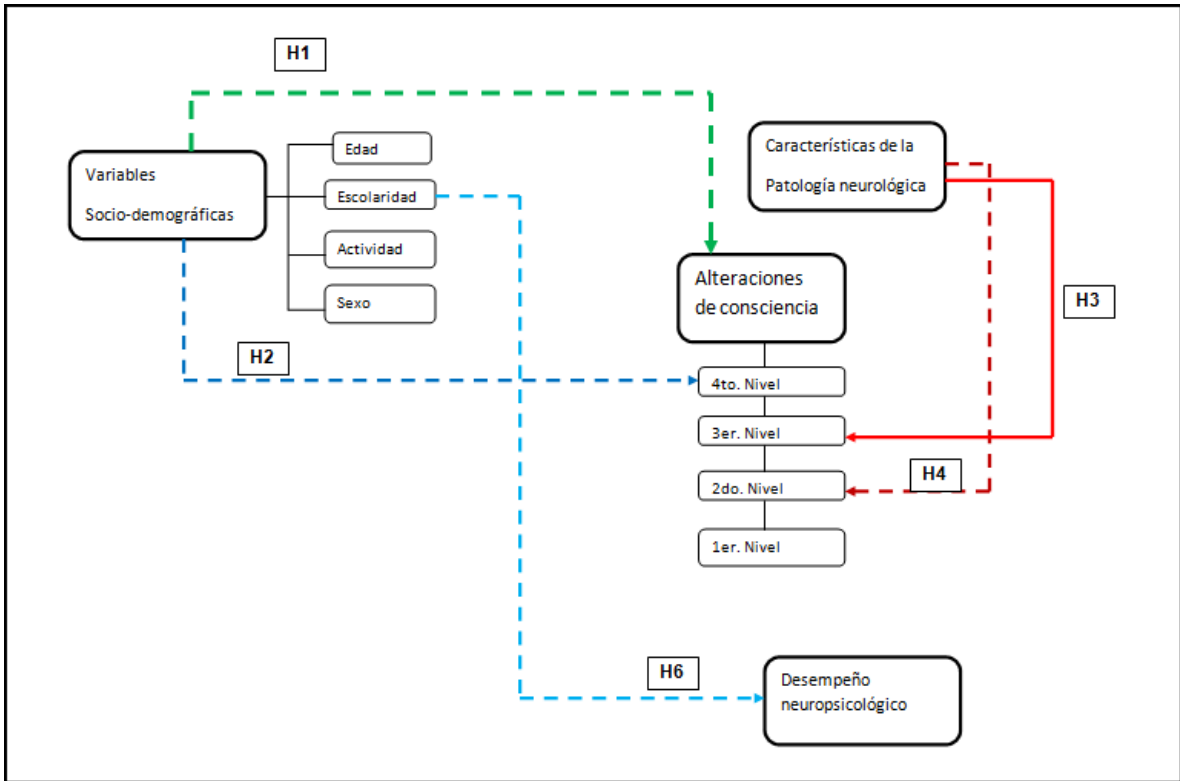 H1
Variables
Socio-demográficas
Edad
Escolaridad
Actividad
Sexo
Características de la
Patología neurológica
Alteraciones
de consciencia
H3
H2
4to. Nivel
3er. Nivel
H4
2do. Nivel
1er. Nivel
H6
Desempeño
neuropsicológico